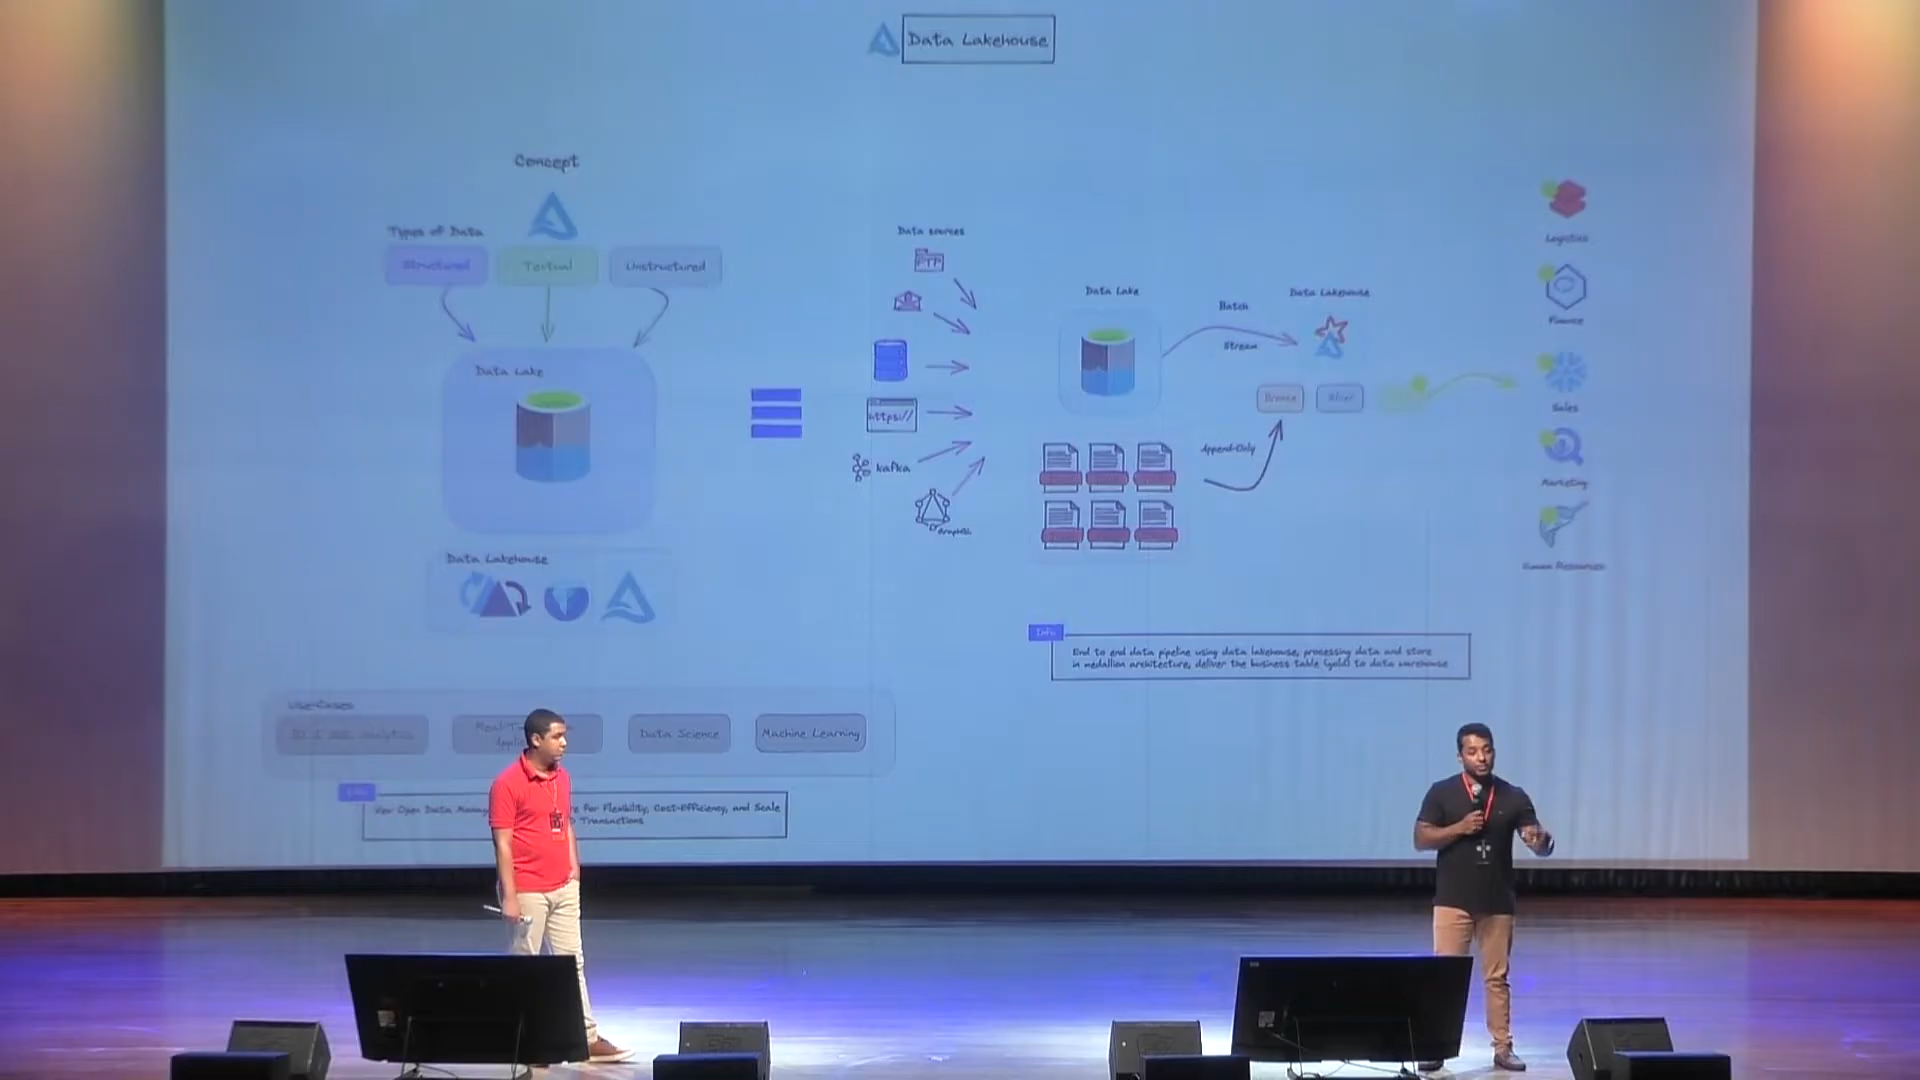 Data Lakehouse
Concept
Types of Data
Structured
Textual
Unstructured
Data Lake
Data Lakehouse
Use-Cases
Data Science
Machine Learning
Open Data
for Flexibility, Cost-Efficiency, and Scale
Transactions
Data sources
FTP
https://
kafka
GraphQL
Data Lake
Batch
Stream
Data Lakehouse
Bronze
Silver
Append-Only
Logistics
Finance
Sales
Marketing
Human Resources
Info
End to end data pipeline using data lakehouse, processing data and store
in medallion architecture, deliver the business table (gold) to data warehouse